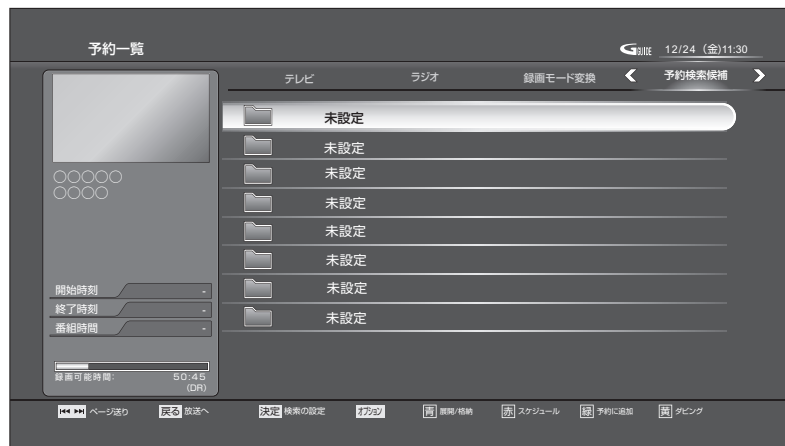 予約一覧
GGUIDE 12/24（金）11:30
テレビ ラジオ 録画モード変換 予約検索候補
未設定
未設定
未設定
未設定
未設定
未設定
未設定
未設定
○○○○○
○○○○
開始時刻 -
終了時刻 -
番組時間 -
録画可能時間: 50:45
(DR)
ページ送り 戻る 放送へ 決定 検索の設定 オプション 青 展開/格納 赤 スケジュール 緑 予約に追加 黄 ダビング